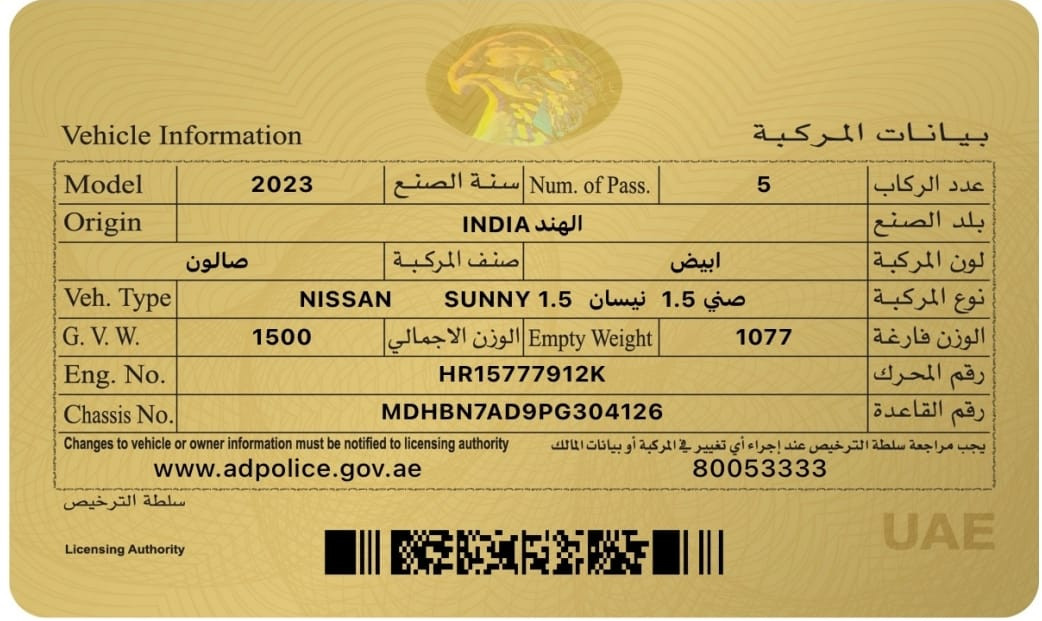 Vehicle Information بيانات المركبة
Model 2023 سنة الصنع Num. of Pass. 5 عدد الركاب
Origin INDIA الهند بلد الصنع
صالون صنف المركبة ابيض لون المركبة
Veh. Type NISSAN SUNNY 1.5 نيسان صني 1.5 نوع المركبة
G. V. W. 1500 الوزن الاجمالي Empty Weight 1077 الوزن فارغة
Eng. No. HR15777912K رقم المحرك
Chassis No. MDHBN7AD9PG304126 رقم القاعدة
Changes to vehicle or owner information must be notified to licensing authority يجب مراجعة سلطة الترخيص عند إجراء أي تغيير في المركبة أو بيانات المالك
www.adpolice.gov.ae 80053333
سلطة الترخيص
UAE
Licensing Authority